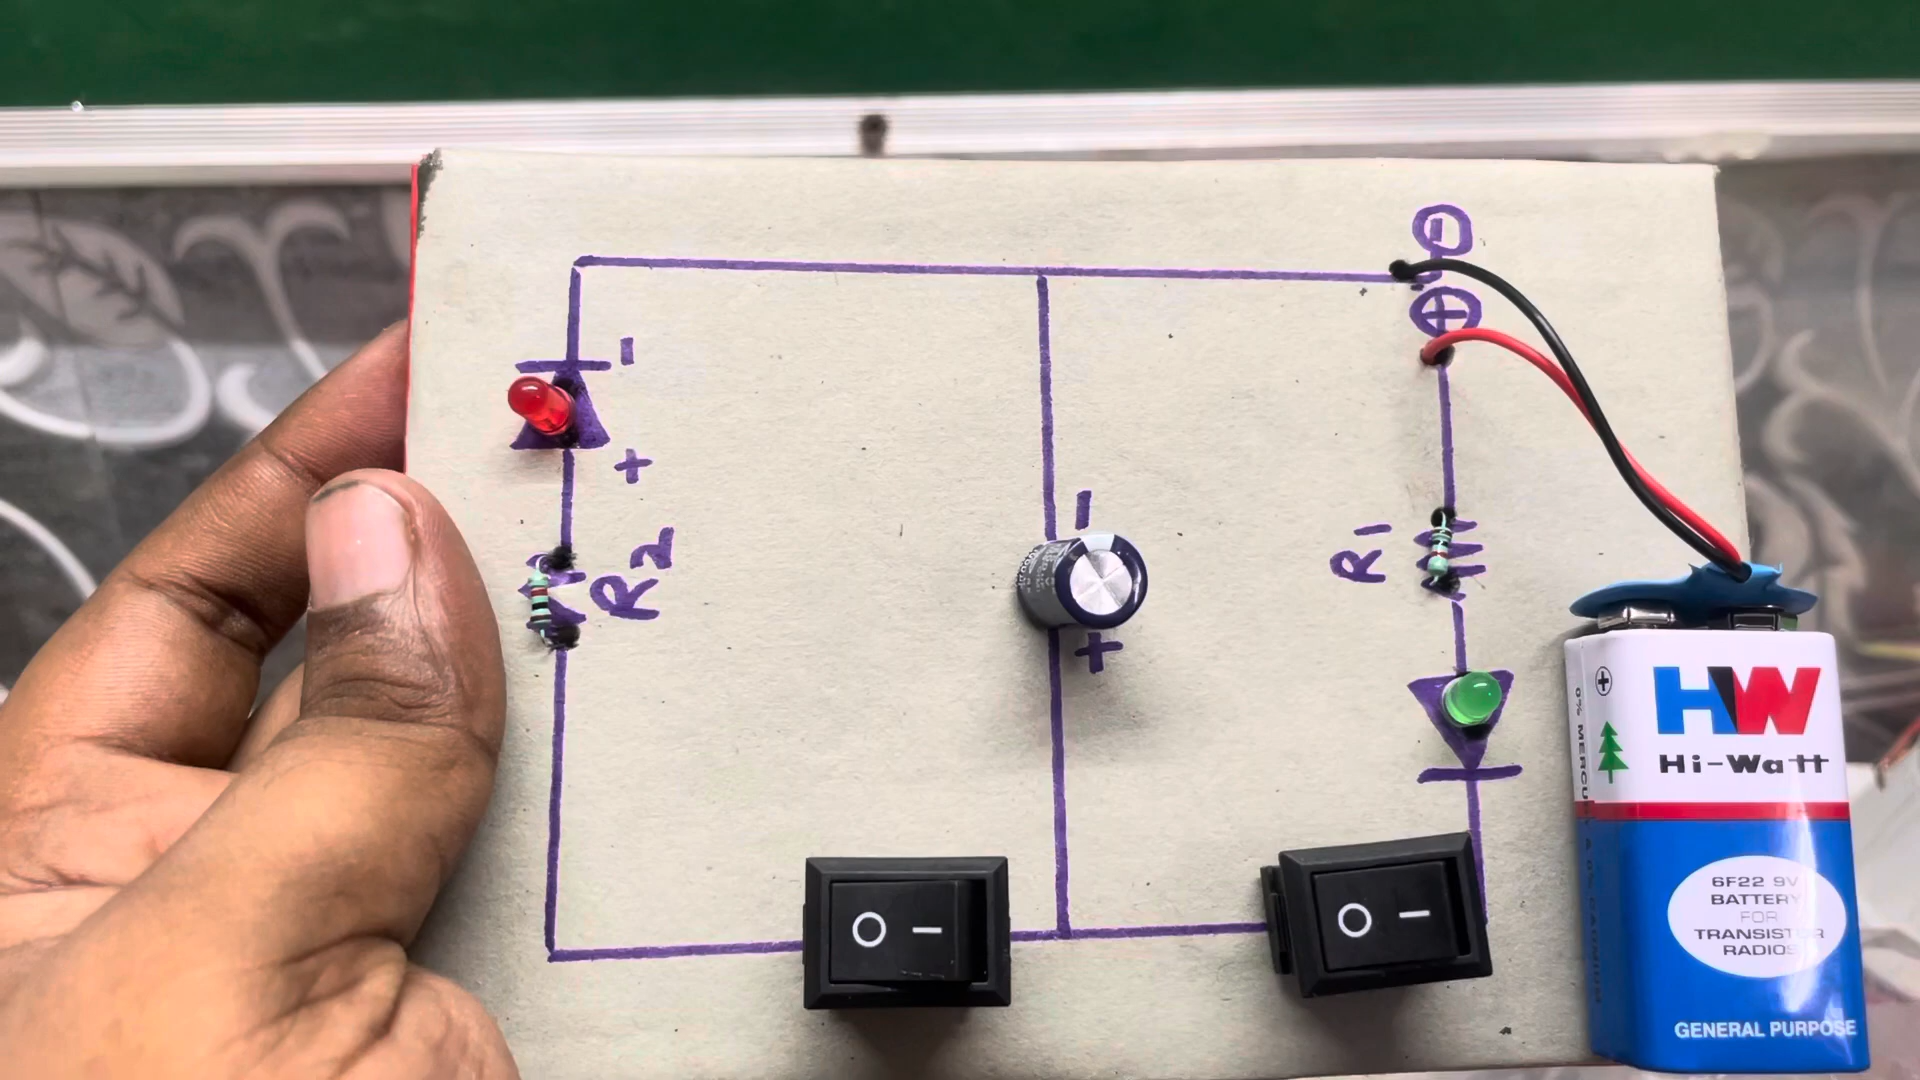 -
+
-
+
R2
-
+
R1
O –
O –
+
HW
Hi-Watt
6F22 9V
BATTERY
FOR
TRANSISTOR
RADIOS
GENERAL PURPOSE